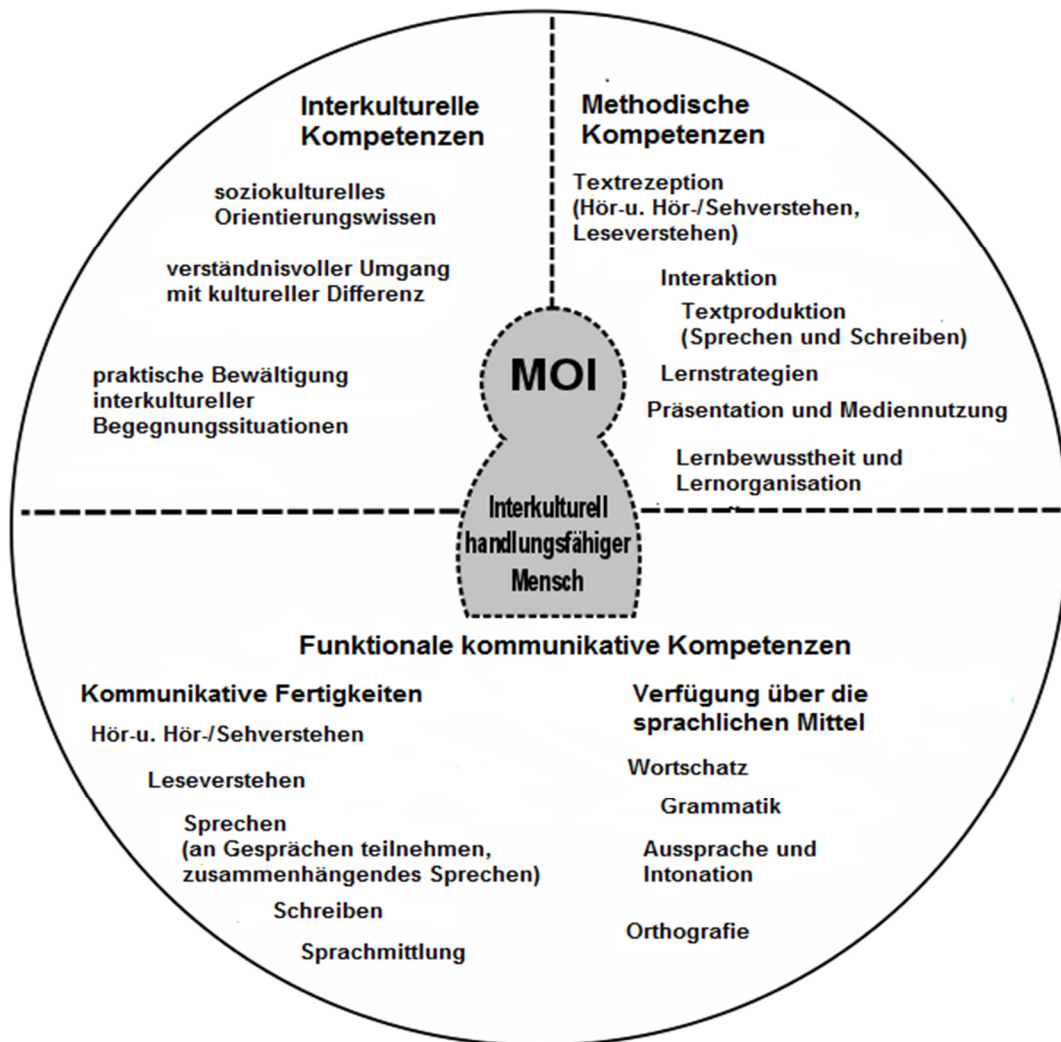 Interkulturelle
Kompetenzen
soziokulturelles
Orientierungswissen
verständnisvoller Umgang
mit kultureller Differenz
praktische Bewältigung
interkultureller
Begegnungssituationen
Methodische
Kompetenzen
Textrezeption
(Hör-u. Hör-/Sehverstehen,
Leseverstehen)
Interaktion
Textproduktion
(Sprechen und Schreiben)
Lernstrategien
Präsentation und Mediennutzung
Lernbewusstheit und
Lernorganisation
MOI
Interkulturell
handlungsfähiger
Mensch
Funktionale kommunikative Kompetenzen
Kommunikative Fertigkeiten
Hör-u. Hör-/Sehverstehen
Leseverstehen
Sprechen
(an Gesprächen teilnehmen,
zusammenhängendes Sprechen)
Schreiben
Sprachmittlung
Verfügung über die
sprachlichen Mittel
Wortschatz
Grammatik
Aussprache und
Intonation
Orthografie